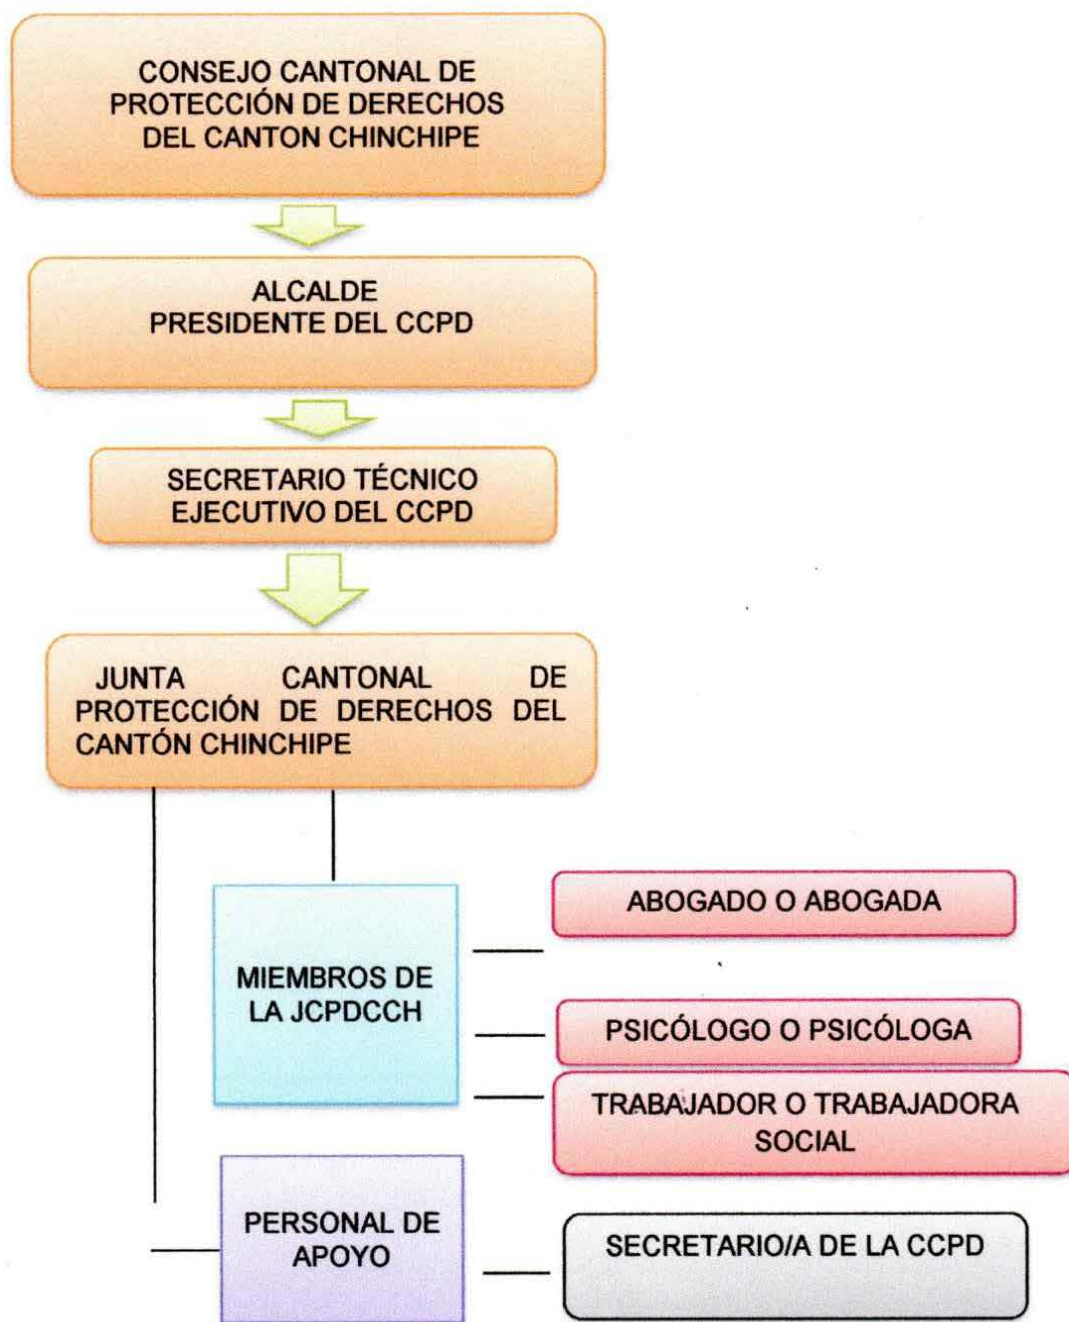 CONSEJO CANTONAL DE
PROTECCIÓN DE DERECHOS
DEL CANTON CHINCHIPE
ALCALDE
PRESIDENTE DEL CCPD
SECRETARIO TÉCNICO
EJECUTIVO DEL CCPD
JUNTA CANTONAL DE
PROTECCIÓN DE DERECHOS DEL
CANTÓN CHINCHIPE
MIEMBROS DE
LA JCPDCCH
ABOGADO O ABOGADA
PSICÓLOGO O PSICÓLOGA
TRABAJADOR O TRABAJADORA
SOCIAL
PERSONAL DE
APOYO
SECRETARIO/A DE LA CCPD